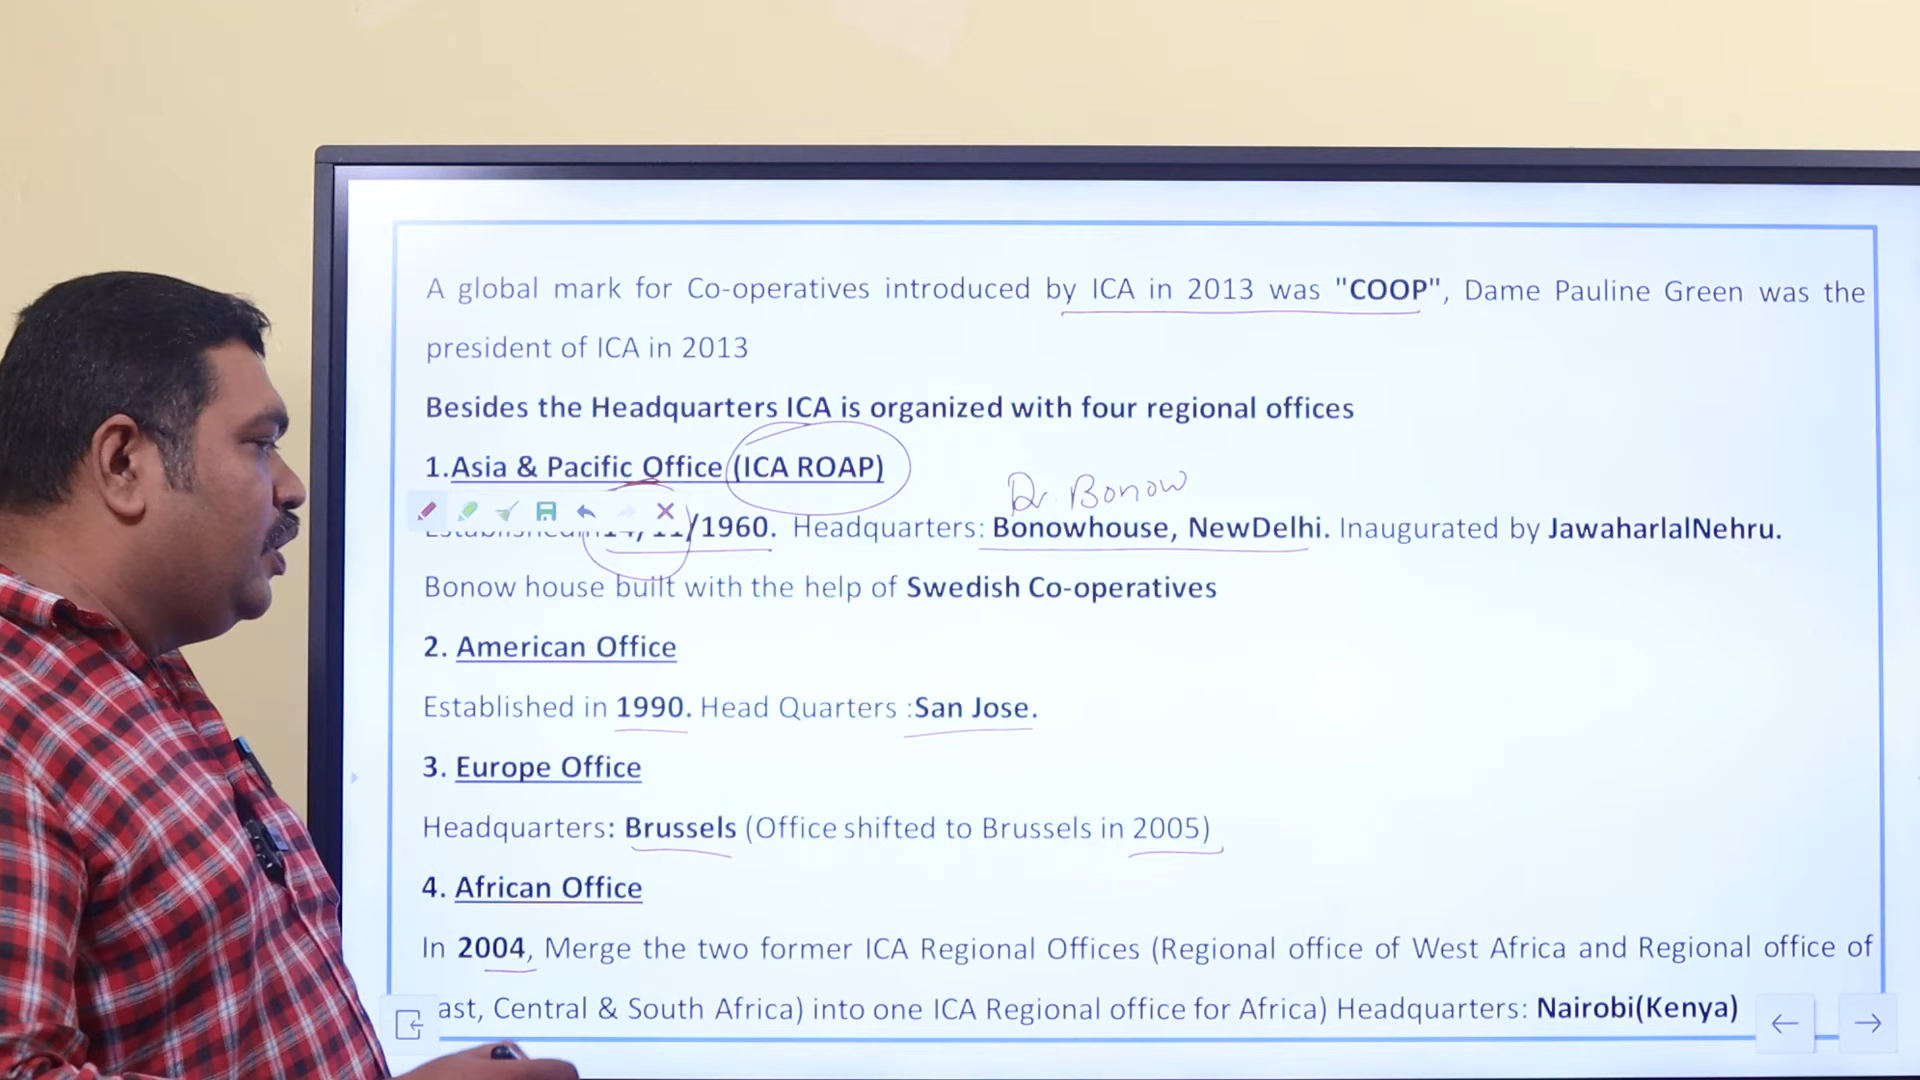 A global mark for Co-operatives introduced by ICA in 2013 was "COOP", Dame Pauline Green was the
president of ICA in 2013
Besides the Headquarters ICA is organized with four regional offices
1.Asia & Pacific Office (ICA ROAP)
Dr. Bonow
/1960. Headquarters: Bonowhouse, NewDelhi. Inaugurated by JawaharlalNehru.
Bonow house built with the help of Swedish Co-operatives
2. American Office
Established in 1990. Head Quarters :San Jose.
3. Europe Office
Headquarters: Brussels (Office shifted to Brussels in 2005)
4. African Office
In 2004, Merge the two former ICA Regional Offices (Regional office of West Africa and Regional office of
ast, Central & South Africa) into one ICA Regional office for Africa) Headquarters: Nairobi(Kenya)